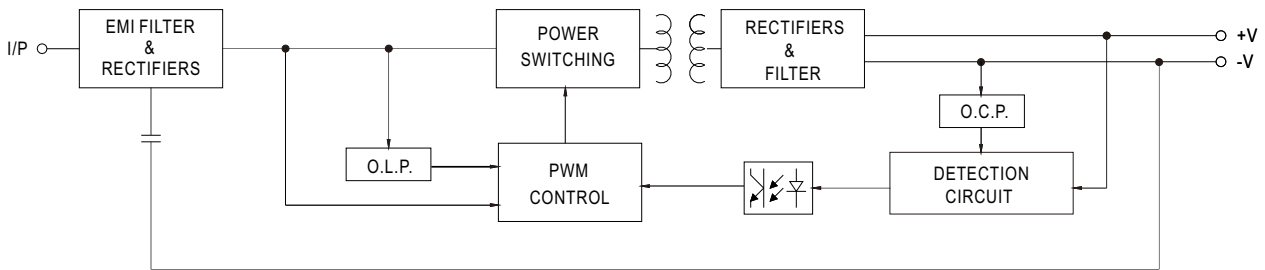 I/P
EMI FILTER
&
RECTIFIERS
POWER
SWITCHING
RECTIFIERS
&
FILTER
+V
-V
O.C.P.
O.L.P.
PWM
CONTROL
DETECTION
CIRCUIT